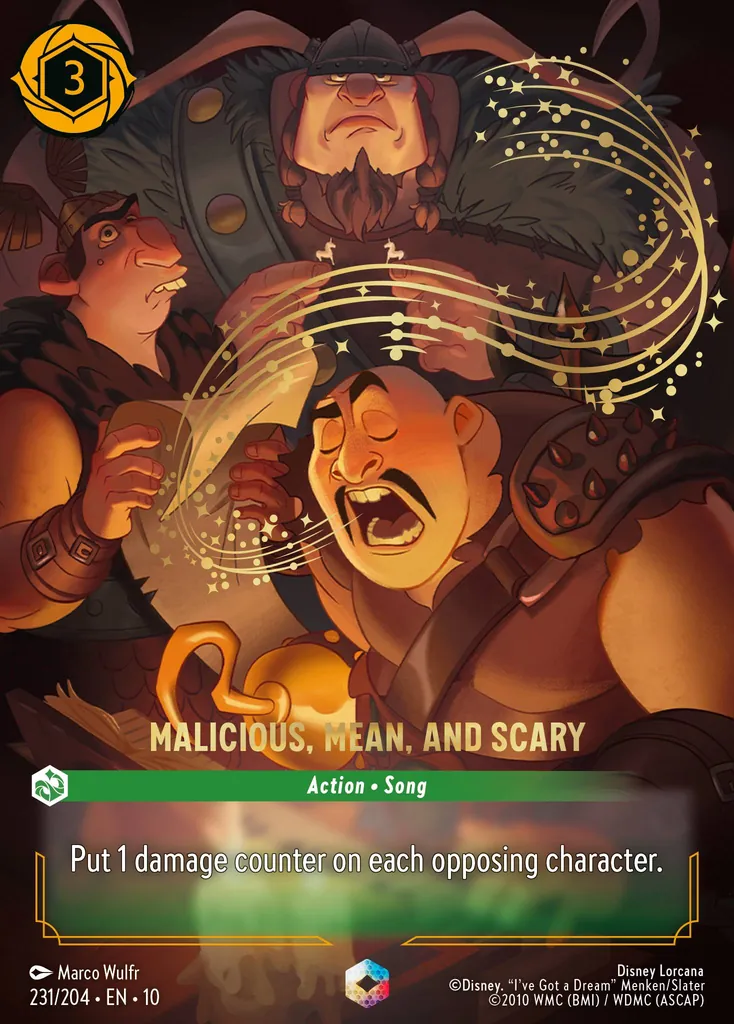 3
MALICIOUS, MEAN, AND SCARY
Action • Song
Put 1 damage counter on each opposing character.
Marco Wulfr
231/204 • EN • 10
Disney Lorcana
©Disney. “I’ve Got a Dream” Menken/Slater
©2010 WMC (BMI) / WDMC (ASCAP)